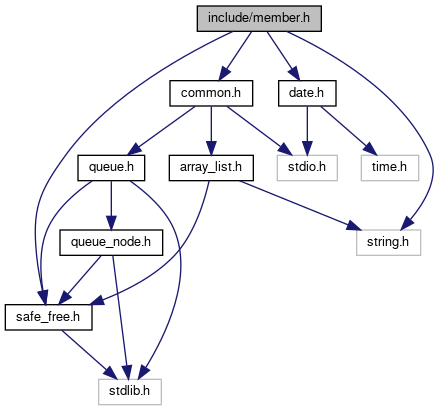 include/member.h
common.h
date.h
queue.h
array_list.h
stdio.h
time.h
queue_node.h
string.h
safe_free.h
stdlib.h